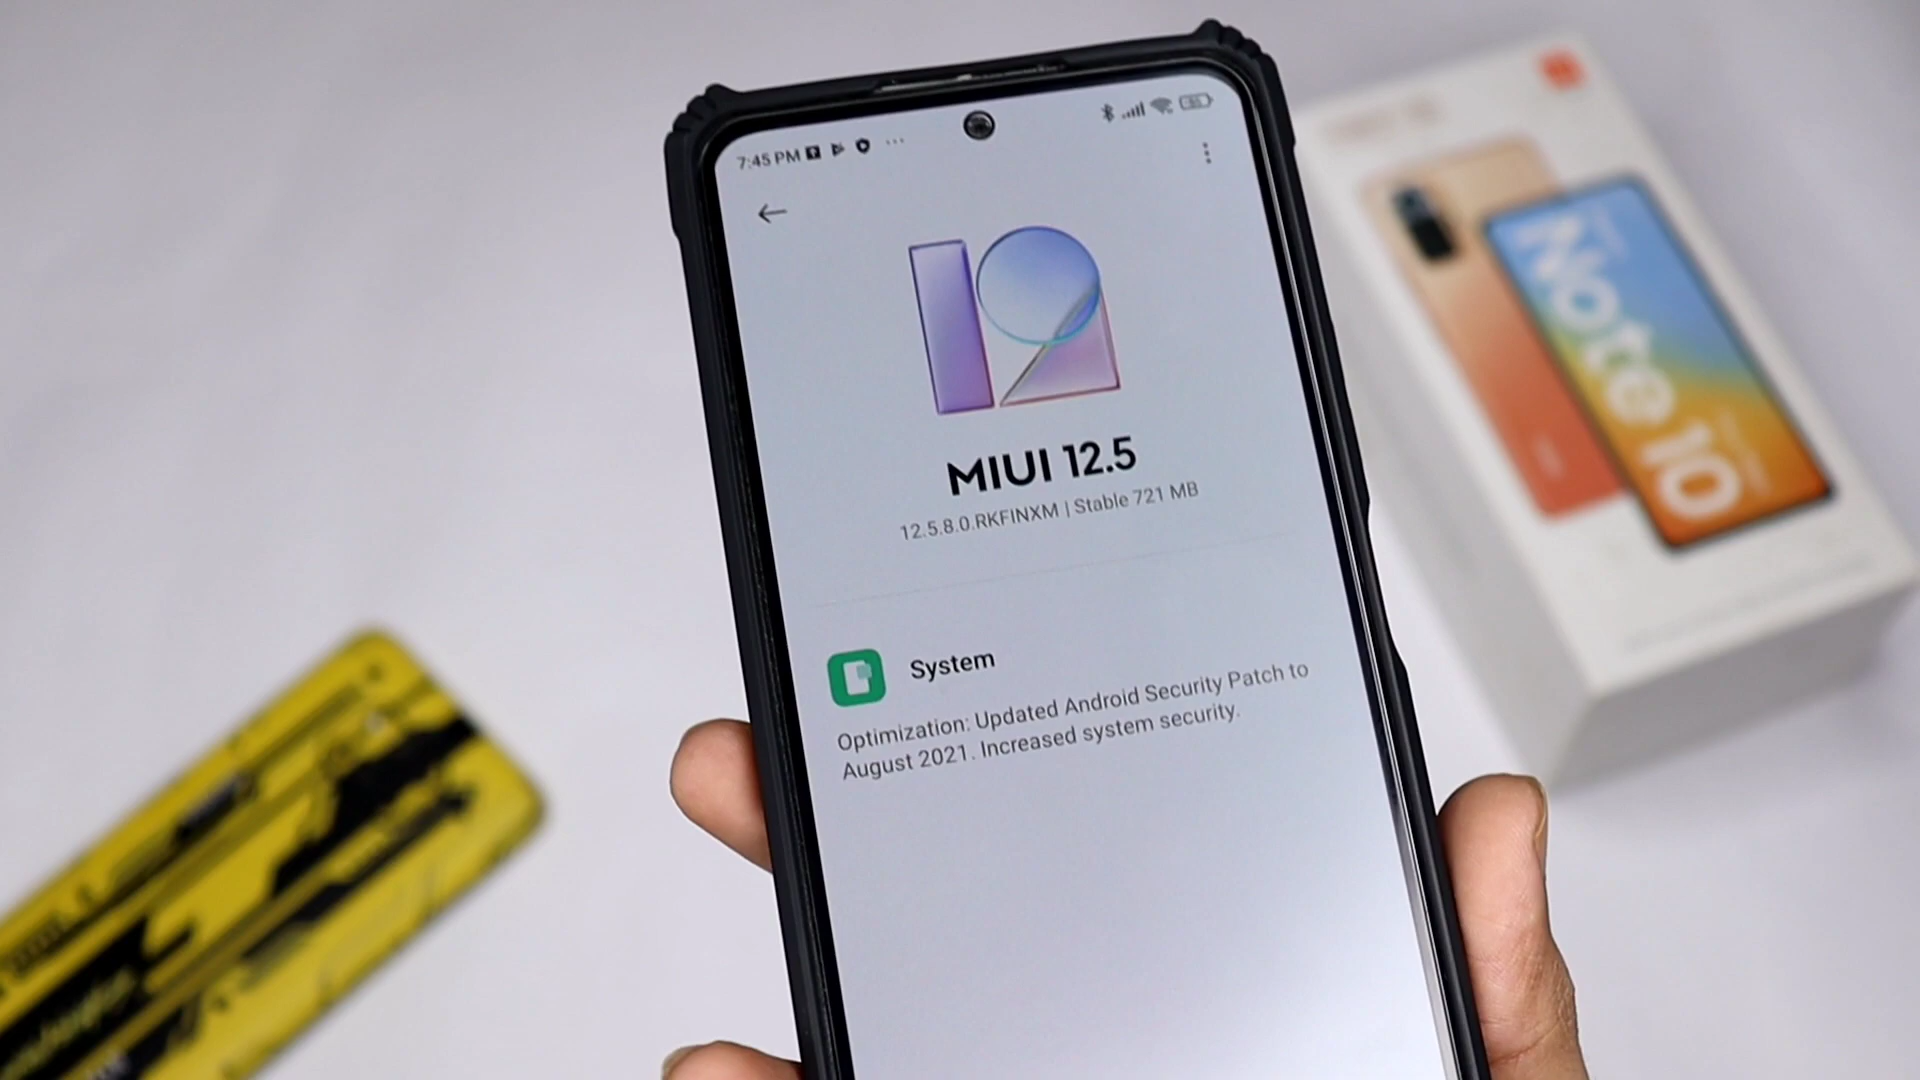 7:45 PM
12
MIUI 12.5
12.5.8.0.RKFINXM | Stable 721 MB
System
Optimization: Updated Android Security Patch to
August 2021. Increased system security.
Note 10